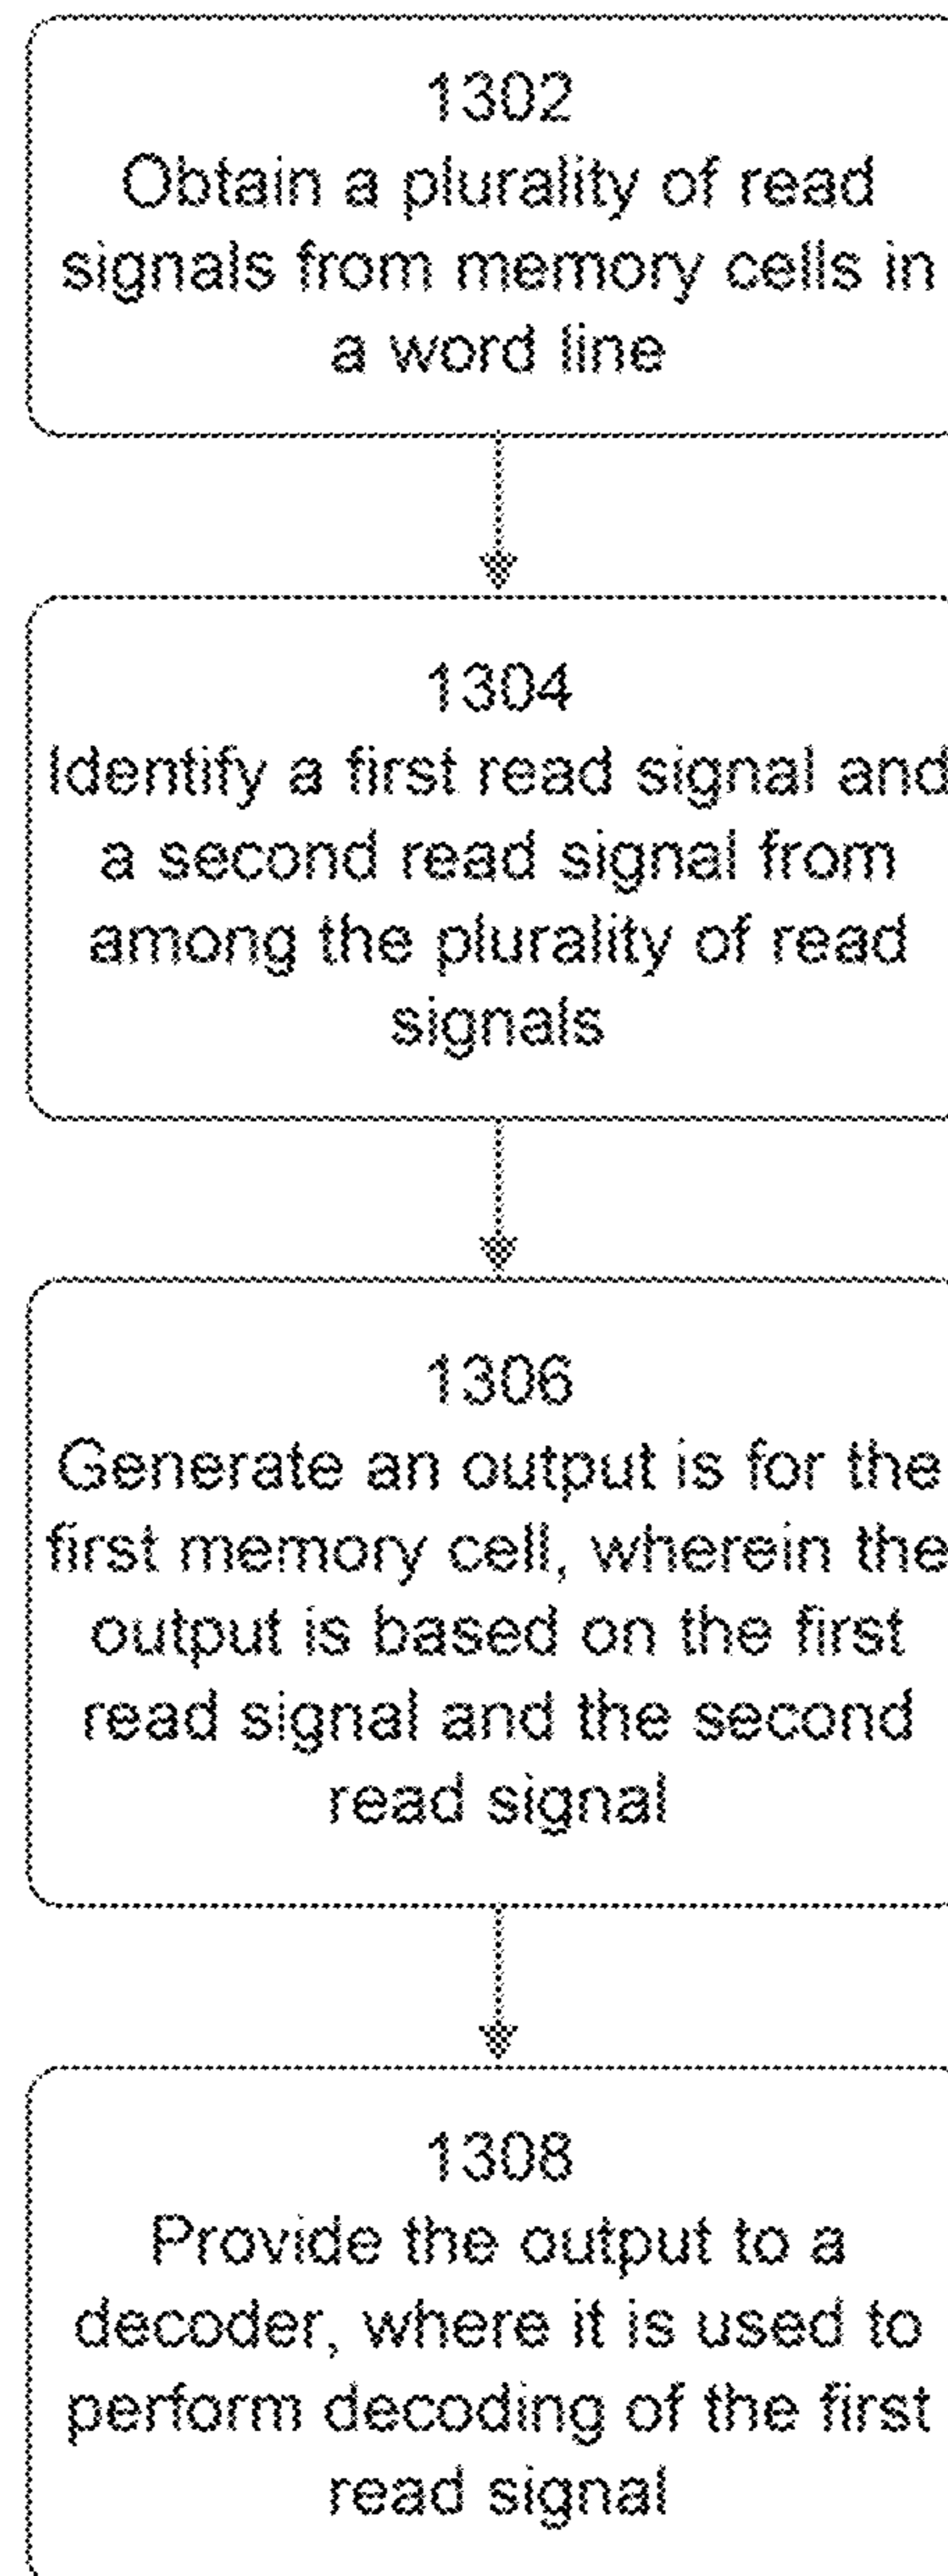 1302
Obtain a plurality of read
signals from memory cells in
a word line
1304
Identify a first read signal and
a second read signal from
among the plurality of read
signals
1306
Generate an output is for the
first memory cell, wherein the
output is based on the first
read signal and the second
read signal
1308
Provide the output to a
decoder, where it is used to
perform decoding of the first
read signal